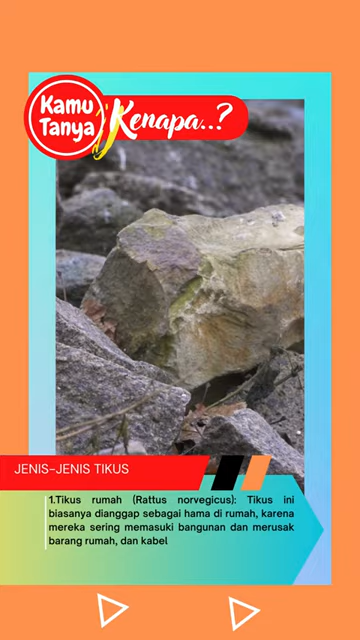 Kamu
Tanya
Kenapa..?
JENIS-JENIS TIKUS
1.Tikus rumah (Rattus norvegicus): Tikus ini
biasanya dianggap sebagai hama di rumah, karena
mereka sering memasuki bangunan dan merusak
barang rumah, dan kabel